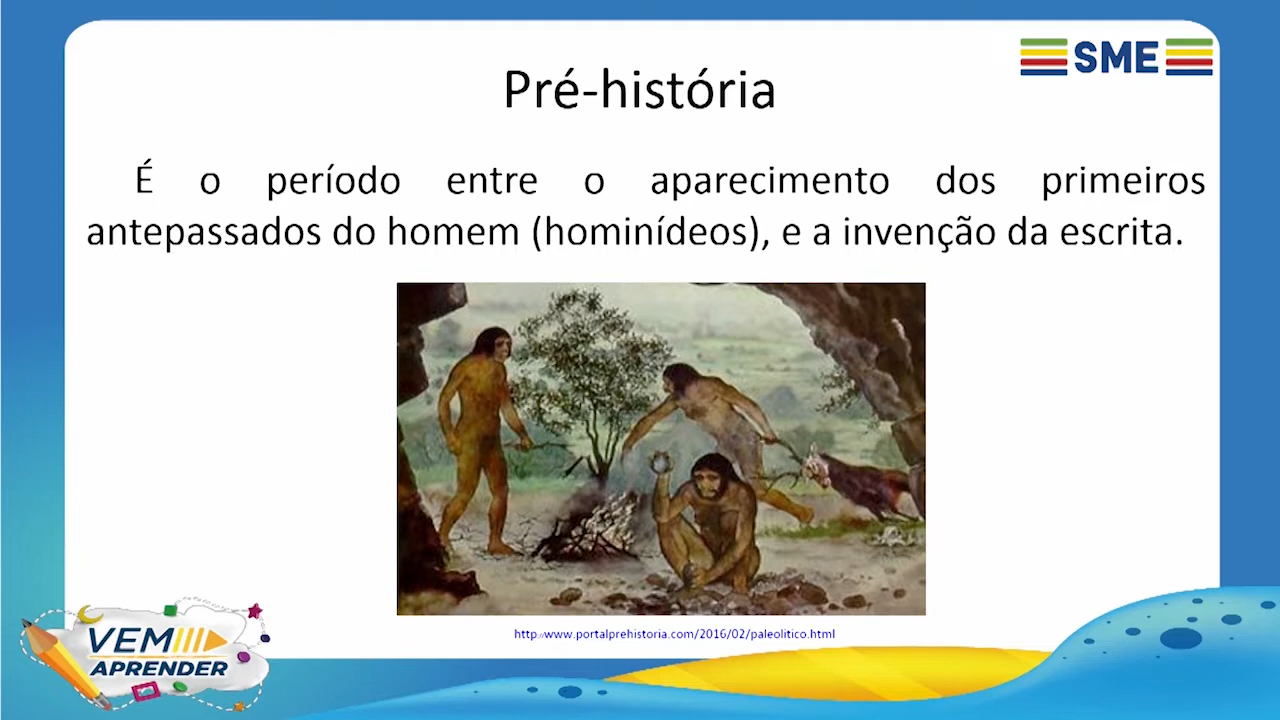 SME
Pré-história
É o período entre o aparecimento dos primeiros
antepassados do homem (hominídeos), e a invenção da escrita.
http://www.portalprehistoria.com/2016/02/paleolitico.html
VEM
APRENDER